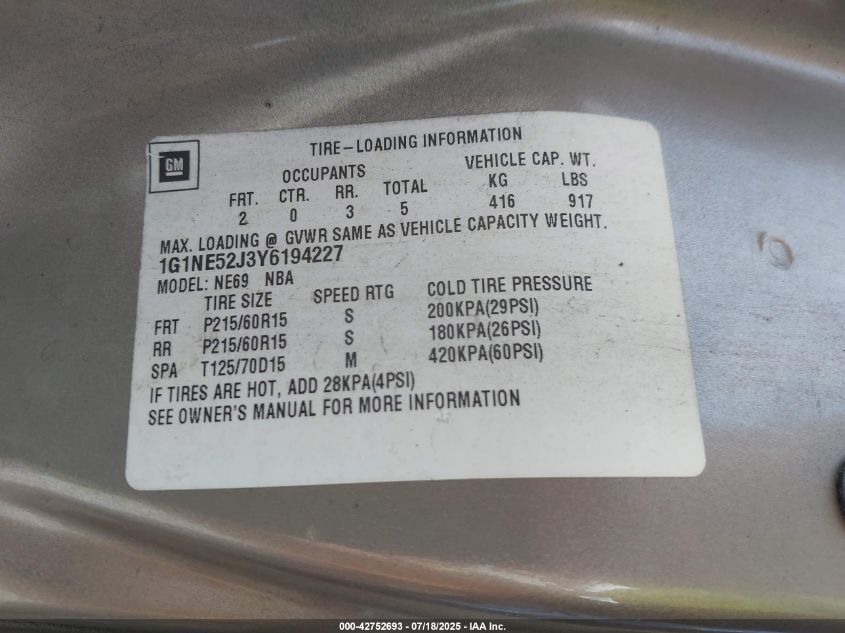 GM
TIRE-LOADING INFORMATION
OCCUPANTS VEHICLE CAP. WT.
FRT. CTR. RR. TOTAL KG LBS
2 0 3 5 416 917
MAX. LOADING @ GVWR SAME AS VEHICLE CAPACITY WEIGHT.
1G1NE52J3Y6194227
MODEL: NE69 NBA
TIRE SIZE SPEED RTG COLD TIRE PRESSURE
FRT P215/60R15 S 200KPA(29PSI)
RR P215/60R15 S 180KPA(26PSI)
SPA T125/70D15 M 420KPA(60PSI)
IF TIRES ARE HOT, ADD 28KPA(4PSI)
SEE OWNER'S MANUAL FOR MORE INFORMATION
000-42752693 - 07/18/2025 - IAA Inc.